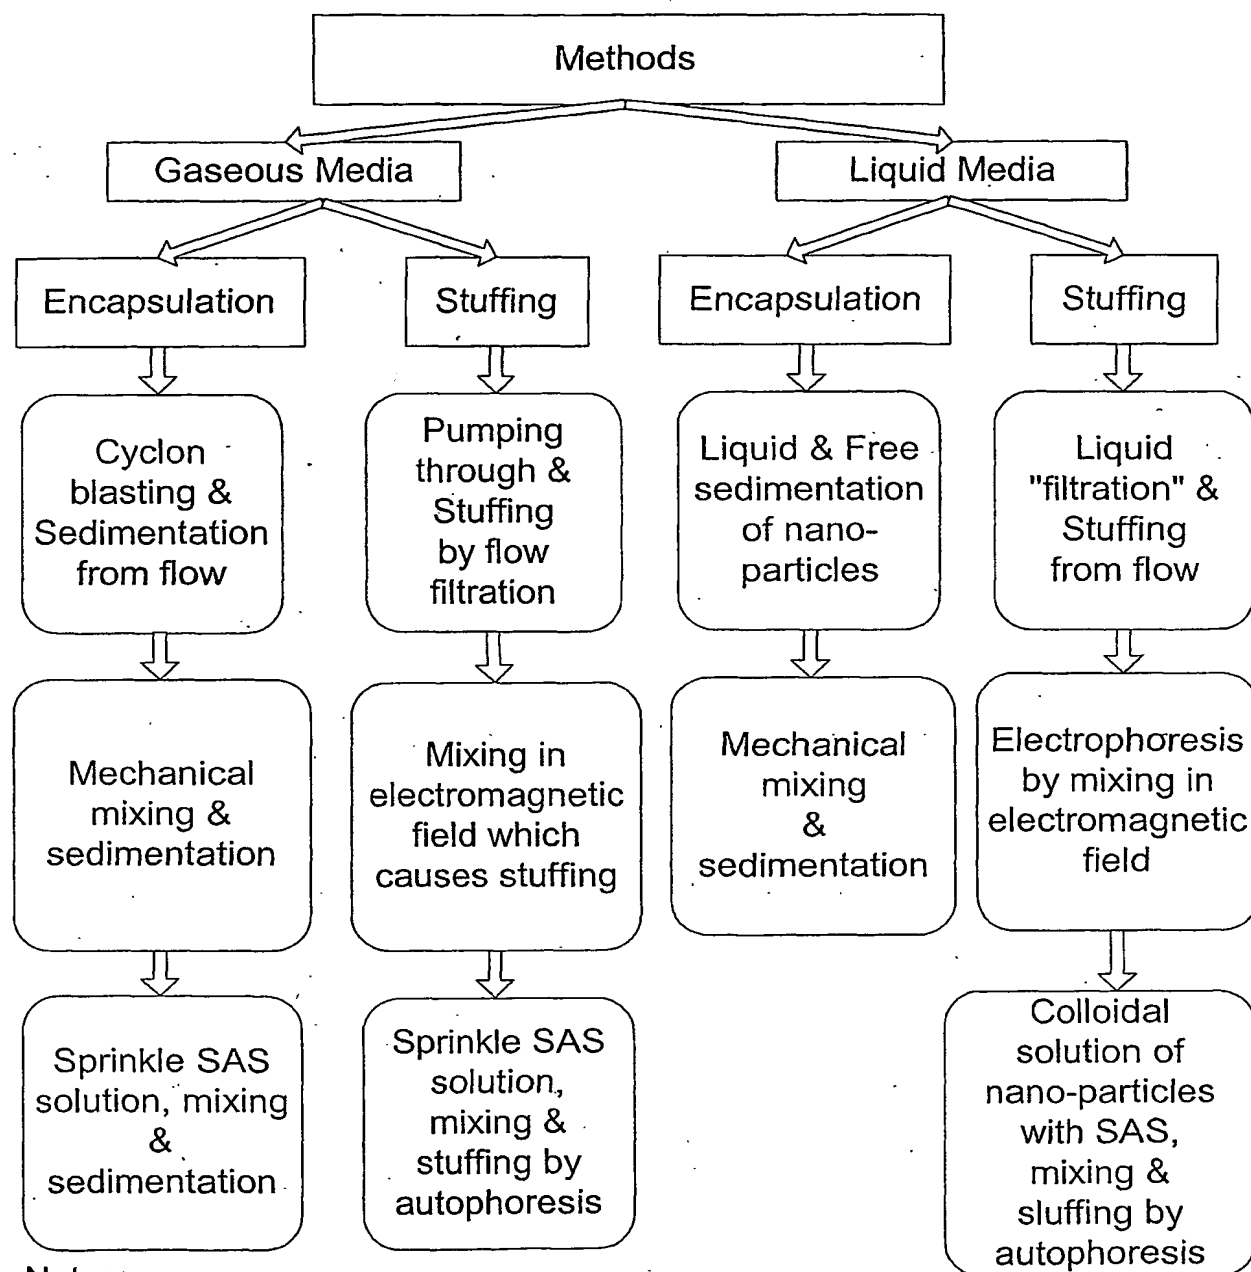 Methods
Gaseous Media
Liquid Media
Encapsulation
Stuffing
Encapsulation
Stuffing
Cyclon
blasting &
Sedimentation
from flow
Pumping
through &
Stuffing
by flow
filtration
Liquid & Free
sedimentation
of nano-
particles
Liquid
"filtration" &
Stuffing
from flow
Mechanical
mixing &
sedimentation
Mixing in
electromagnetic
field which
causes stuffing
Mechanical
mixing
&
sedimentation
Electrophoresis
by mixing in
electromagnetic
field
Sprinkle SAS
solution, mixing
&
sedimentation
Sprinkle SAS
solution,
mixing &
stuffing by
autophoresis
Colloidal
solution of
nano-particles
with SAS,
mixing &
sluffing by
autophoresis